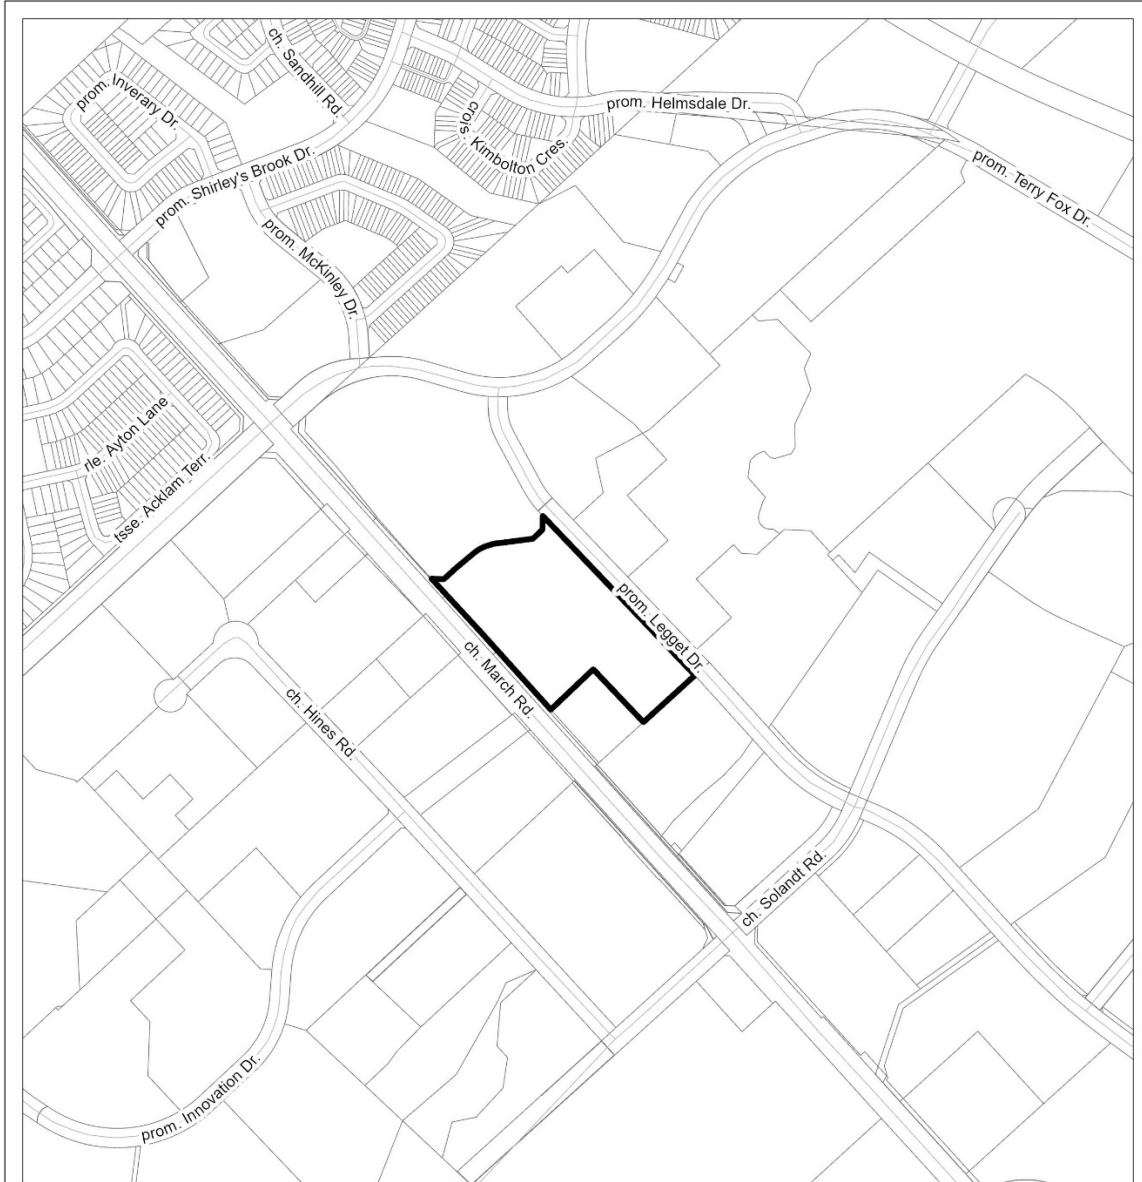 ch. Sandhill Rd.
prom. Inverary Dr.
prom. Helmsdale Dr.
crois. Kimbolton Cres.
prom. Shirley's Brook Dr.
prom. Terry Fox Dr.
prom. McKinley Dr.
rle. Ayton Lane
tsse. Acklam Terr.
prom. Legget Dr.
ch. March Rd.
ch. Hines Rd.
ch. Solandt Rd.
prom. Innovation Dr.